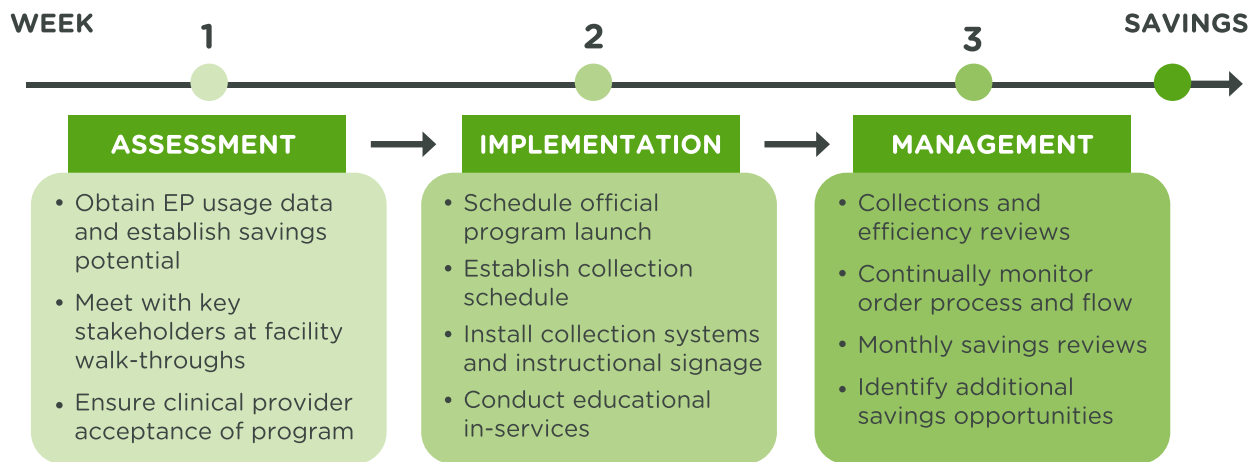 WEEK
1
2
3
SAVINGS
ASSESSMENT
• Obtain EP usage data
and establish savings
potential
• Meet with key
stakeholders at facility
walk-throughs
• Ensure clinical provider
acceptance of program
IMPLEMENTATION
• Schedule official
program launch
• Establish collection
schedule
• Install collection systems
and instructional signage
• Conduct educational
in-services
MANAGEMENT
• Collections and
efficiency reviews
• Continually monitor
order process and flow
• Monthly savings reviews
• Identify additional
savings opportunities